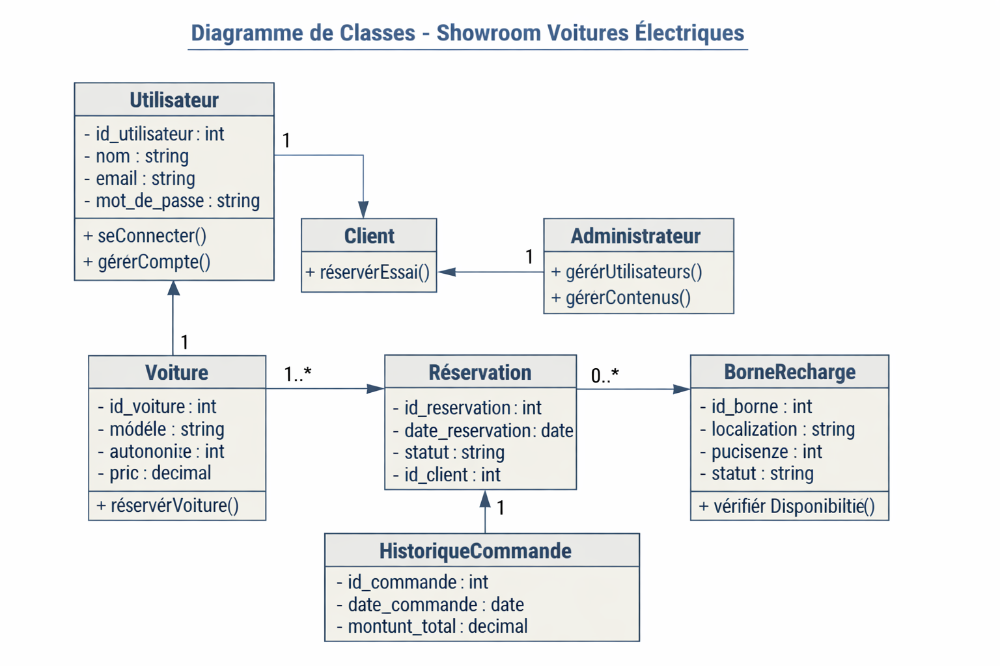 Diagramme de Classes - Showroom Voitures Électriques
Utilisateur
- id_utilisateur : int
- nom : string
- email : string
- mot_de_passe : string
+ seConnecter()
+ gérérCompte()
1
Client
+ réservérEssai()
1
Administrateur
+ gérérUtilisateurs()
+ gérérContenus()
1
Voiture
- id_voiture : int
- módéle : string
- autononite : int
- pric : decimal
+ réservérVoiture()
1..*
Réservation
- id_reservation : int
- date_reservation : date
- statut : string
- id_client : int
0..*
BorneRecharge
- id_borne : int
- localization : string
- pucisenze : int
- statut : string
+ vérifiér Disponibiltié()
1
HistoriqueCommande
- id_commande : int
- date_commande : date
- montunt_total : decimal